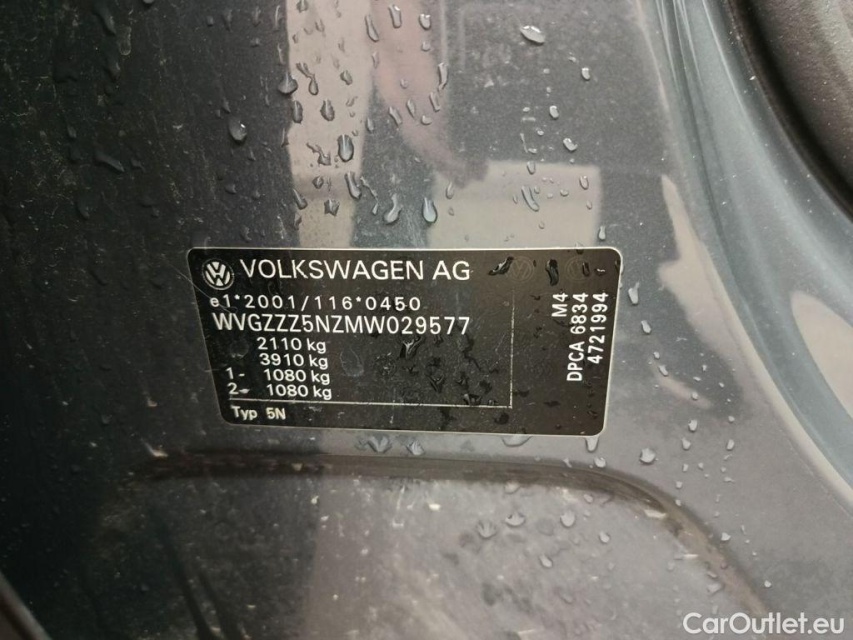 VOLKSWAGEN AG
e1*2001/116*0450
WVGZZZ5NZMW029577
2110 kg
3910 kg
1- 1080 kg
2- 1080 kg
Typ 5N
M4
DPCA 6834
4721994
CarOutlet.eu